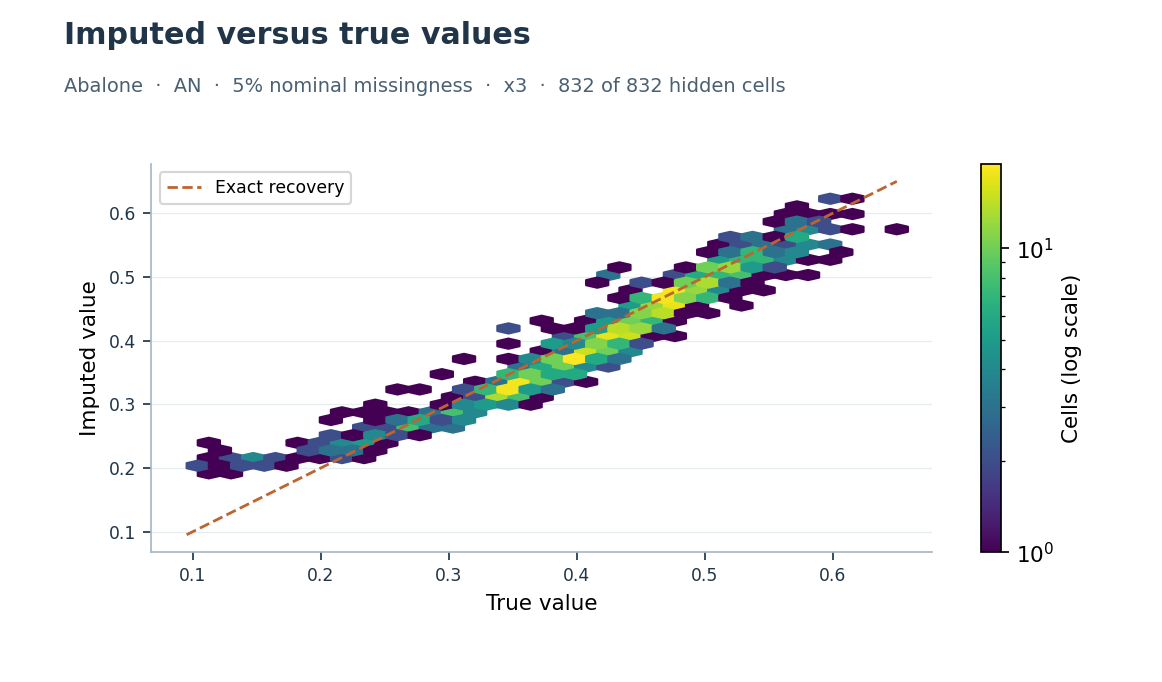 Imputed versus true values
Abalone · AN · 5% nominal missingness · x3 · 832 of 832 hidden cells
Exact recovery
Imputed value
0.6
0.5
0.4
0.3
0.2
0.1
0.1 0.2 0.3 0.4 0.5 0.6
True value
10¹
10⁰
Cells (log scale)